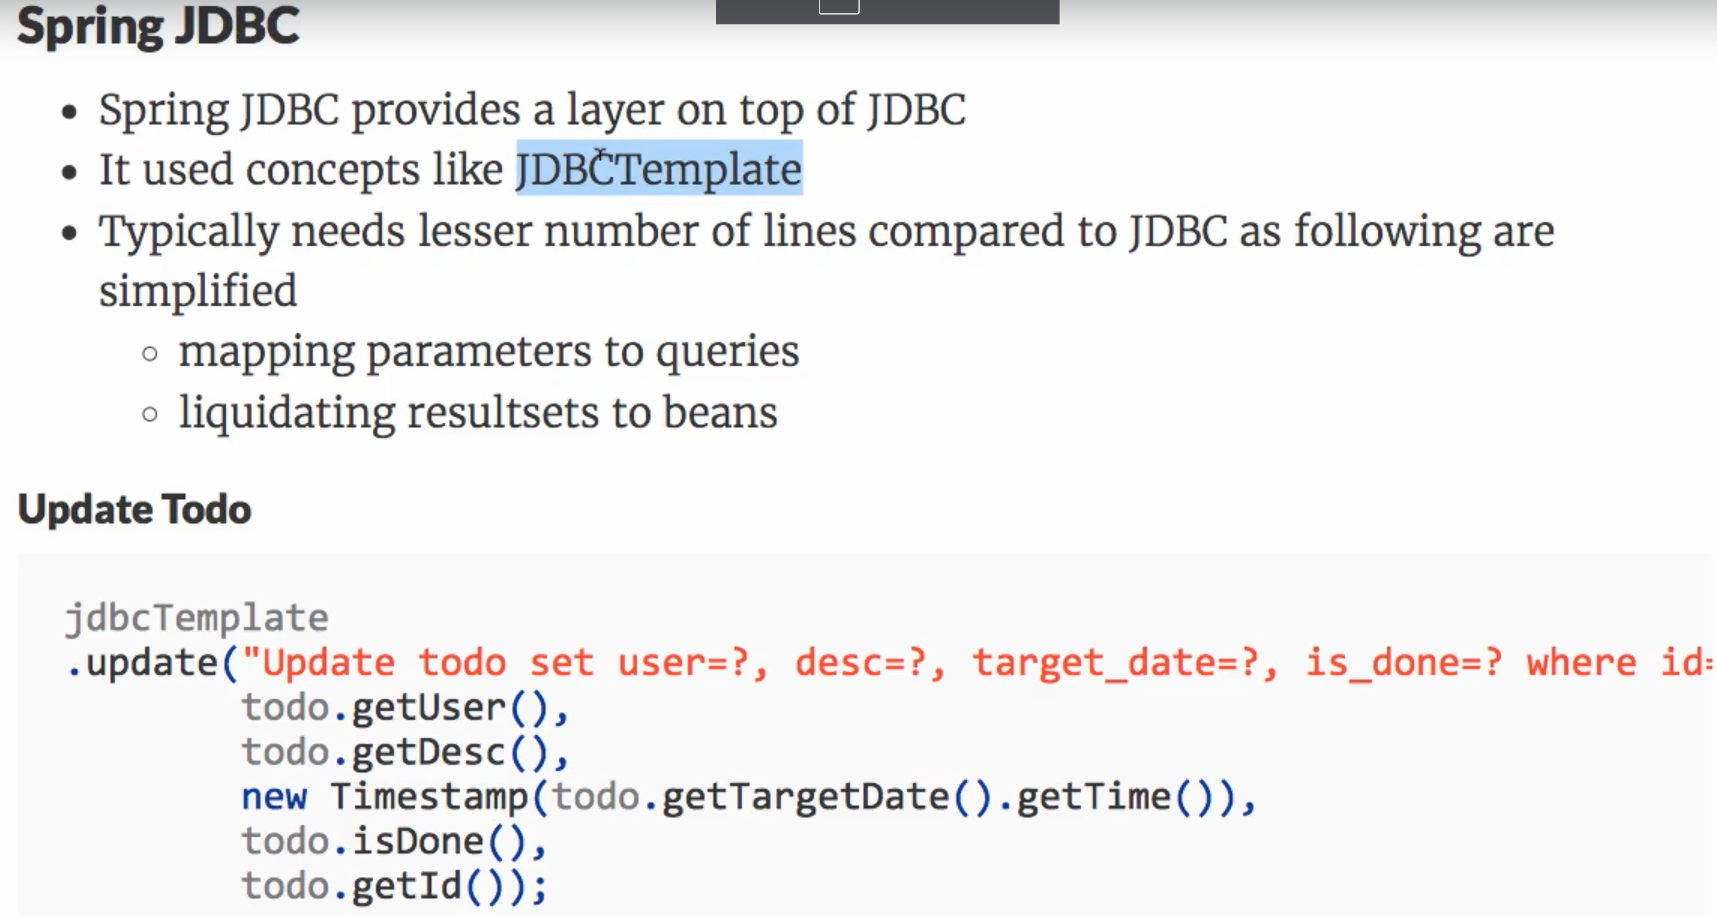 Spring JDBC
• Spring JDBC provides a layer on top of JDBC
• It used concepts like JDBCTemplate
• Typically needs lesser number of lines compared to JDBC as following are
simplified
○ mapping parameters to queries
○ liquidating resultsets to beans
Update Todo
jdbcTemplate
.update("Update todo set user=?, desc=?, target_date=?, is_done=? where id=
todo.getUser(),
todo.getDesc(),
new Timestamp(todo.getTargetDate().getTime()),
todo.isDone(),
todo.getId());